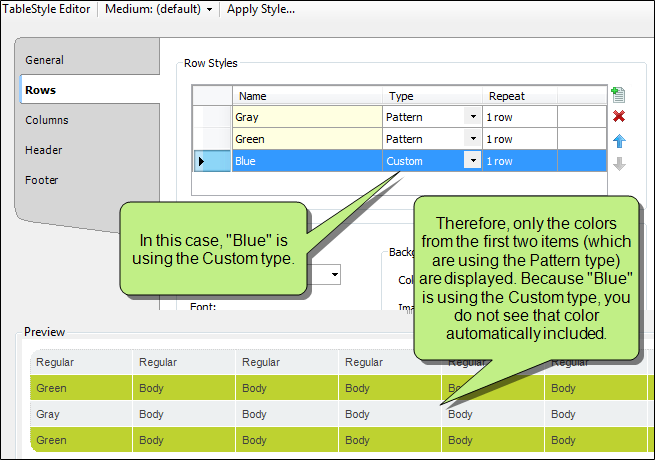 TableStyle Editor Medium: (default) Apply Style...
General
Rows
Columns
Header
Footer
Row Styles
Name Type Repeat
Gray Pattern 1 row
Green Pattern 1 row
Blue Custom 1 row
In this case, "Blue" is
using the Custom type.
Therefore, only the colors
from the first two items (which
are using the Pattern type)
are displayed. Because "Blue"
is using the Custom type, you
do not see that color
automatically included.
Font:
Preview
Regular Regular Regular Regular Regular Regular
Green Body Body Body Body Body
Gray Body Body Body Body Body
Green Body Body Body Body Body